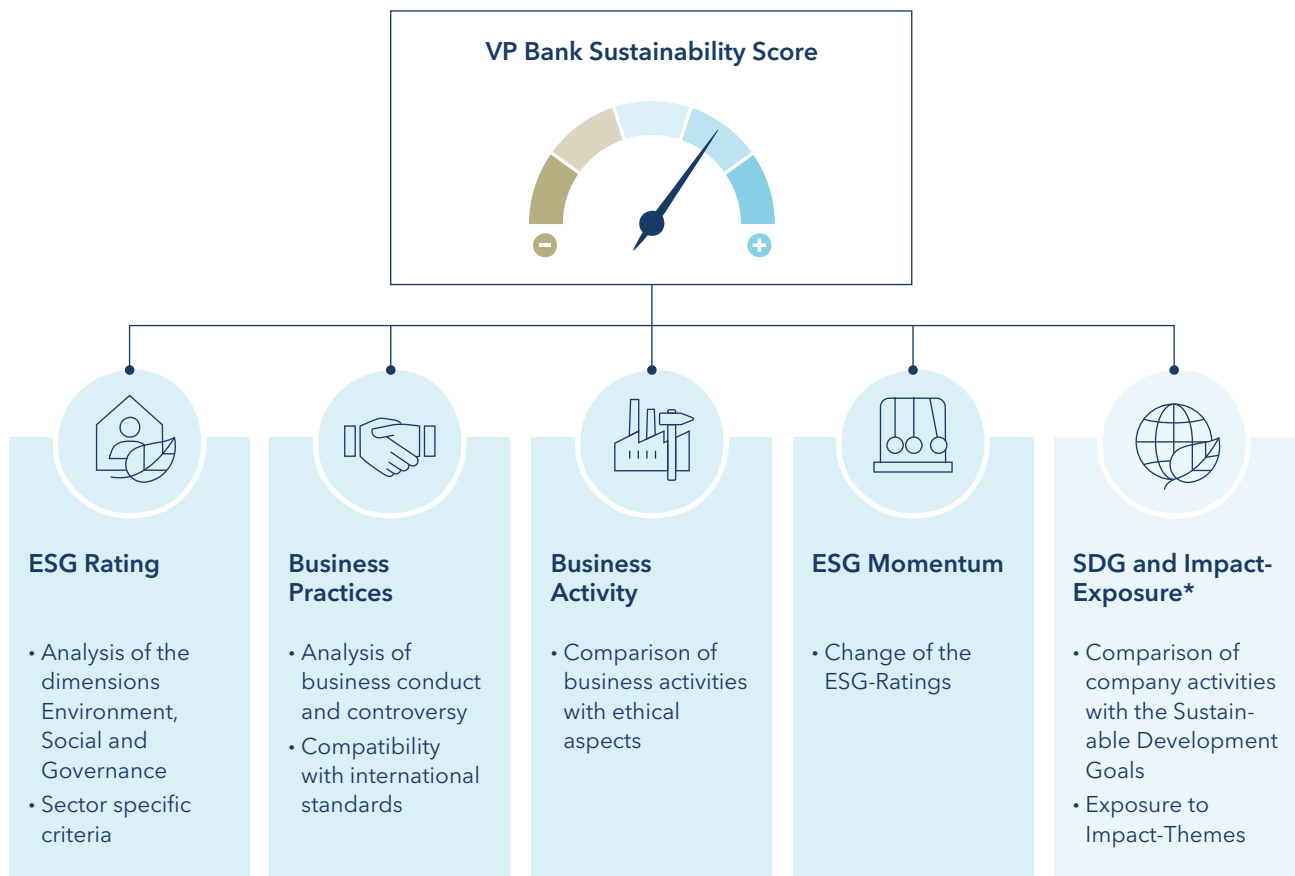 VP Bank Sustainability Score
ESG Rating
• Analysis of the
dimensions
Environment,
Social and
Governance
• Sector specific
criteria
Business
Practices
• Analysis of
business conduct
and controversy
• Compatibility
with international
standards
Business
Activity
• Comparison of
business activities
with ethical
aspects
ESG Momentum
• Change of the
ESG-Ratings
SDG and Impact-
Exposure*
• Comparison of
company activities
with the Sustain-
able Development
Goals
• Exposure to
Impact-Themes